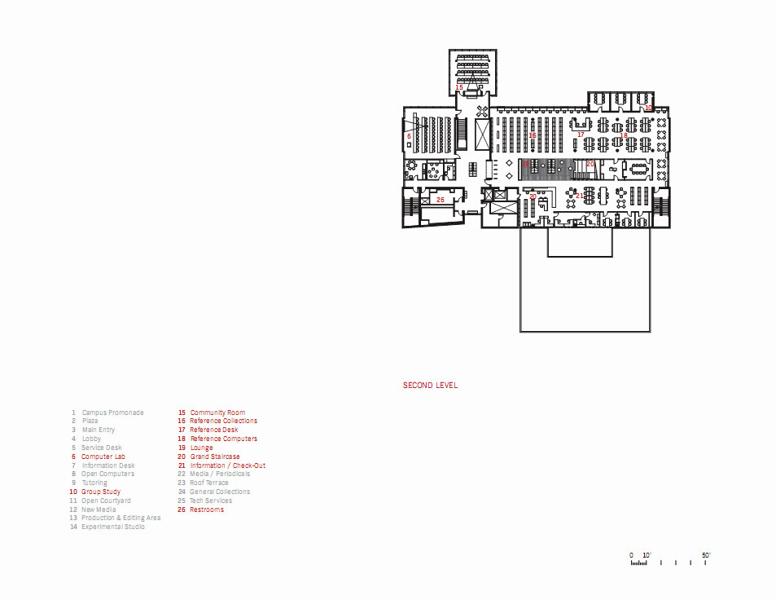 15
10
6
16
17
18
20
26
21
SECOND LEVEL
1 Campus Promonade
2 Plaza
3 Main Entry
4 Lobby
5 Service Desk
6 Computer Lab
7 Information Desk
8 Open Computers
9 Tutoring
10 Group Study
11 Open Courtyard
12 New Media
13 Production & Editing Area
14 Experimental Studio
15 Community Room
16 Reference Collections
17 Reference Desk
18 Reference Computers
19 Lounge
20 Grand Staircase
21 Information / Check-Out
22 Media / Periodicals
23 Roof Terrace
24 General Collections
25 Tech Services
26 Restrooms
0 10' 50'